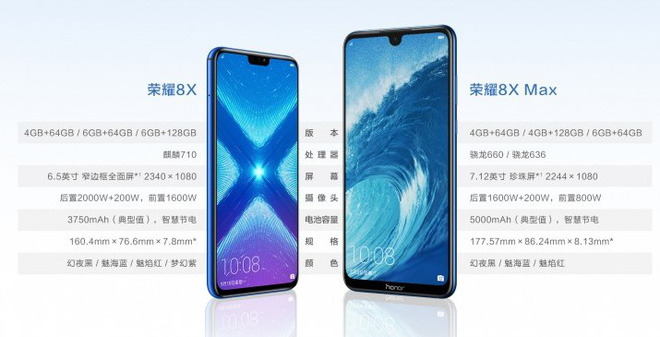 荣耀8X
荣耀8X Max
4GB+64GB / 6GB+64GB / 6GB+128GB 版本 4GB+64GB / 4GB+128GB / 6GB+64GB
麒麟710 处理器 骁龙660 / 骁龙636
6.5英寸 窄边框全面屏*¹ 2340×1080 屏幕 7.12英寸 珍珠屏*¹ 2244×1080
后置2000W+200W，前置1600W 摄像头 后置1600W+200W，前置800W
3750mAh（典型值），智慧节电 电池容量 5000mAh（典型值），智慧节电
160.4mm×76.6mm×7.8mm* 规格 177.57mm×86.24mm×8.13mm*
幻夜黑 / 魅海蓝 / 魅焰红 / 梦幻紫 颜色 幻夜黑 / 魅海蓝 / 魅焰红
10:08
10:08
honor